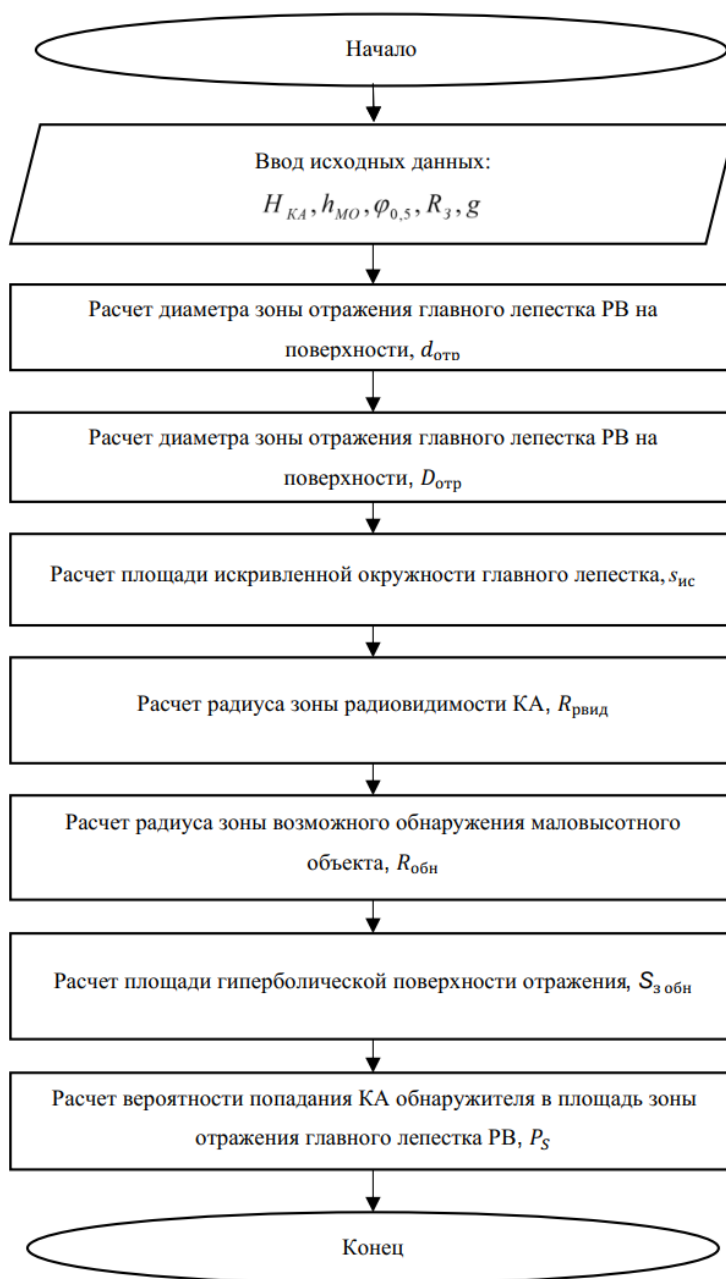 Начало
Ввод исходных данных:
H_КА, h_МО, φ_0,5, R_З, g
Расчет диаметра зоны отражения главного лепестка РВ на
поверхности, d_отр
Расчет диаметра зоны отражения главного лепестка РВ на
поверхности, D_отр
Расчет площади искривленной окружности главного лепестка, s_ис
Расчет радиуса зоны радиовидимости КА, R_рвид
Расчет радиуса зоны возможного обнаружения маловысотного
объекта, R_обн
Расчет площади гиперболической поверхности отражения, S_з обн
Расчет вероятности попадания КА обнаружителя в площадь зоны
отражения главного лепестка РВ, P_S
Конец